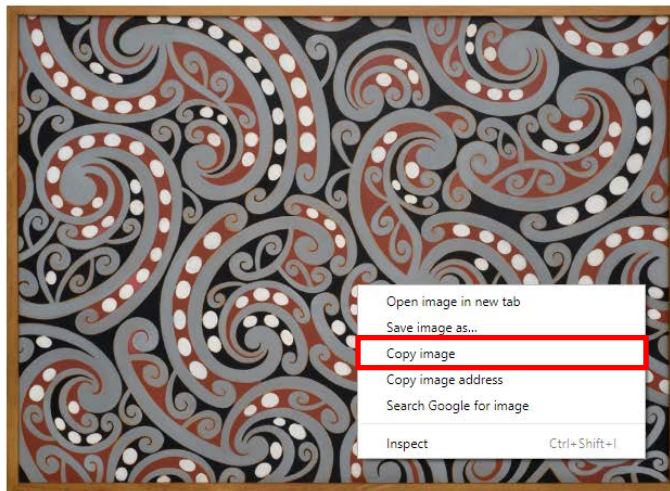 Open image in new tab
Save image as...
Copy image
Copy image address
Search Google for image
Inspect Ctrl+Shift+I